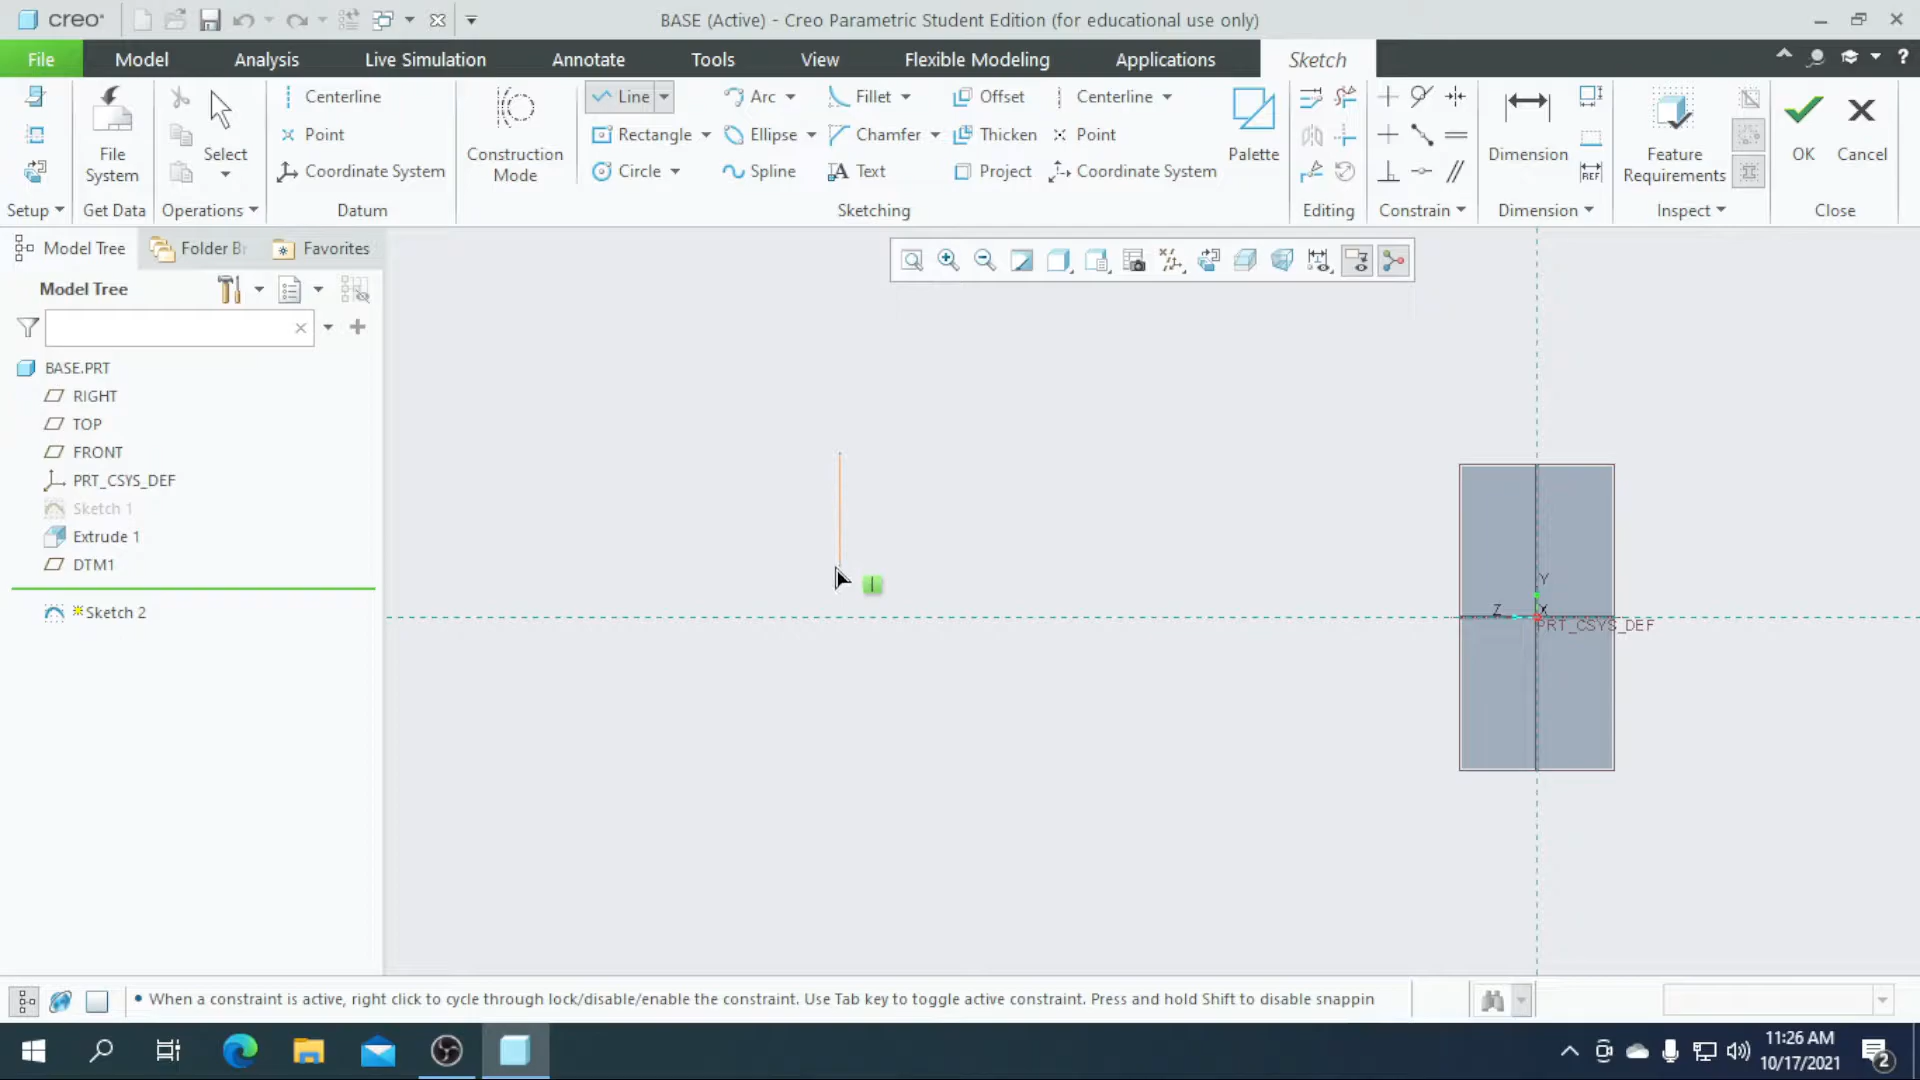 creo
BASE (Active) - Creo Parametric Student Edition (for educational use only)
File Model Analysis Live Simulation Annotate Tools View Flexible Modeling Applications Sketch
Centerline
Point
Coordinate System
File System
Select
Construction Mode
Line
Rectangle
Circle
Arc
Ellipse
Spline
Fillet
Chamfer
Text
Offset
Thicken
Project
Centerline
Point
Coordinate System
Palette
Dimension
REF
Feature Requirements
OK
Cancel
Setup Get Data Operations Datum Sketching Editing Constrain Dimension Inspect Close
Model Tree Folder Br Favorites
Model Tree
BASE.PRT
RIGHT
TOP
FRONT
PRT_CSYS_DEF
Sketch 1
Extrude 1
DTM1
Sketch 2
Y
Z X
PRT_CSYS_DEF
• When a constraint is active, right click to cycle through lock/disable/enable the constraint. Use Tab key to toggle active constraint. Press and hold Shift to disable snappin
11:26 AM
10/17/2021
2